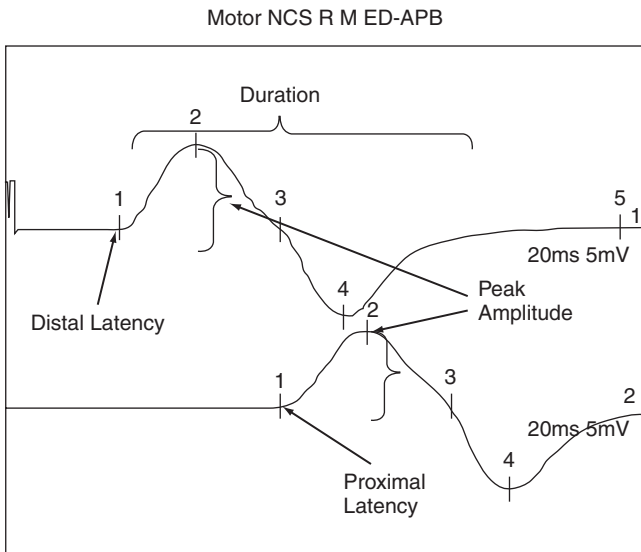 Motor NCS R M ED-APB
Duration
2
1
3
5
1
20ms 5mV
4
Distal Latency
Peak
Amplitude
2
1
3
2
20ms 5mV
4
Proximal
Latency